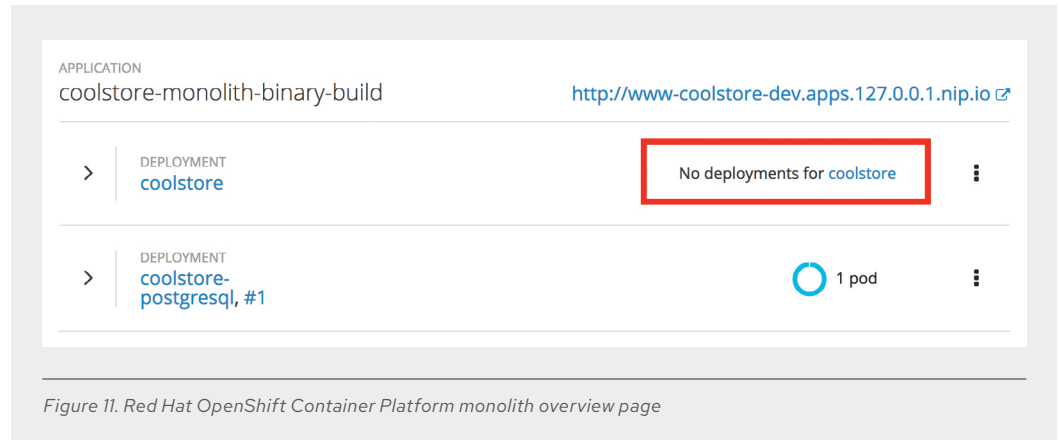 APPLICATION
coolstore-monolith-binary-build
http://www-coolstore-dev.apps.127.0.0.1.nip.io
DEPLOYMENT
coolstore
No deployments for coolstore
DEPLOYMENT
coolstore-
postgresql, #1
1 pod
Figure 11. Red Hat OpenShift Container Platform monolith overview page